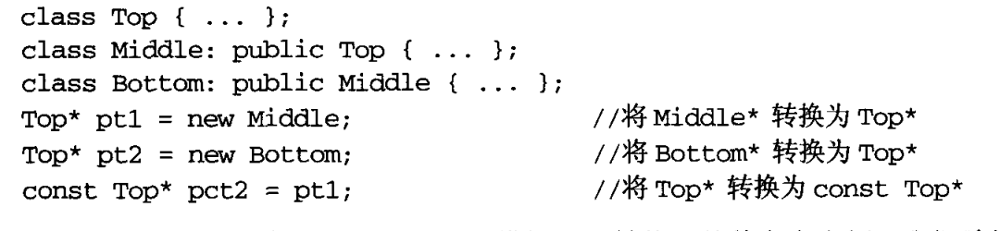 class Top { ... };
class Middle: public Top { ... };
class Bottom: public Middle { ... };
Top* pt1 = new Middle; //将 Middle* 转换为 Top*
Top* pt2 = new Bottom; //将 Bottom* 转换为 Top*
const Top* pct2 = pt1; //将 Top* 转换为 const Top*